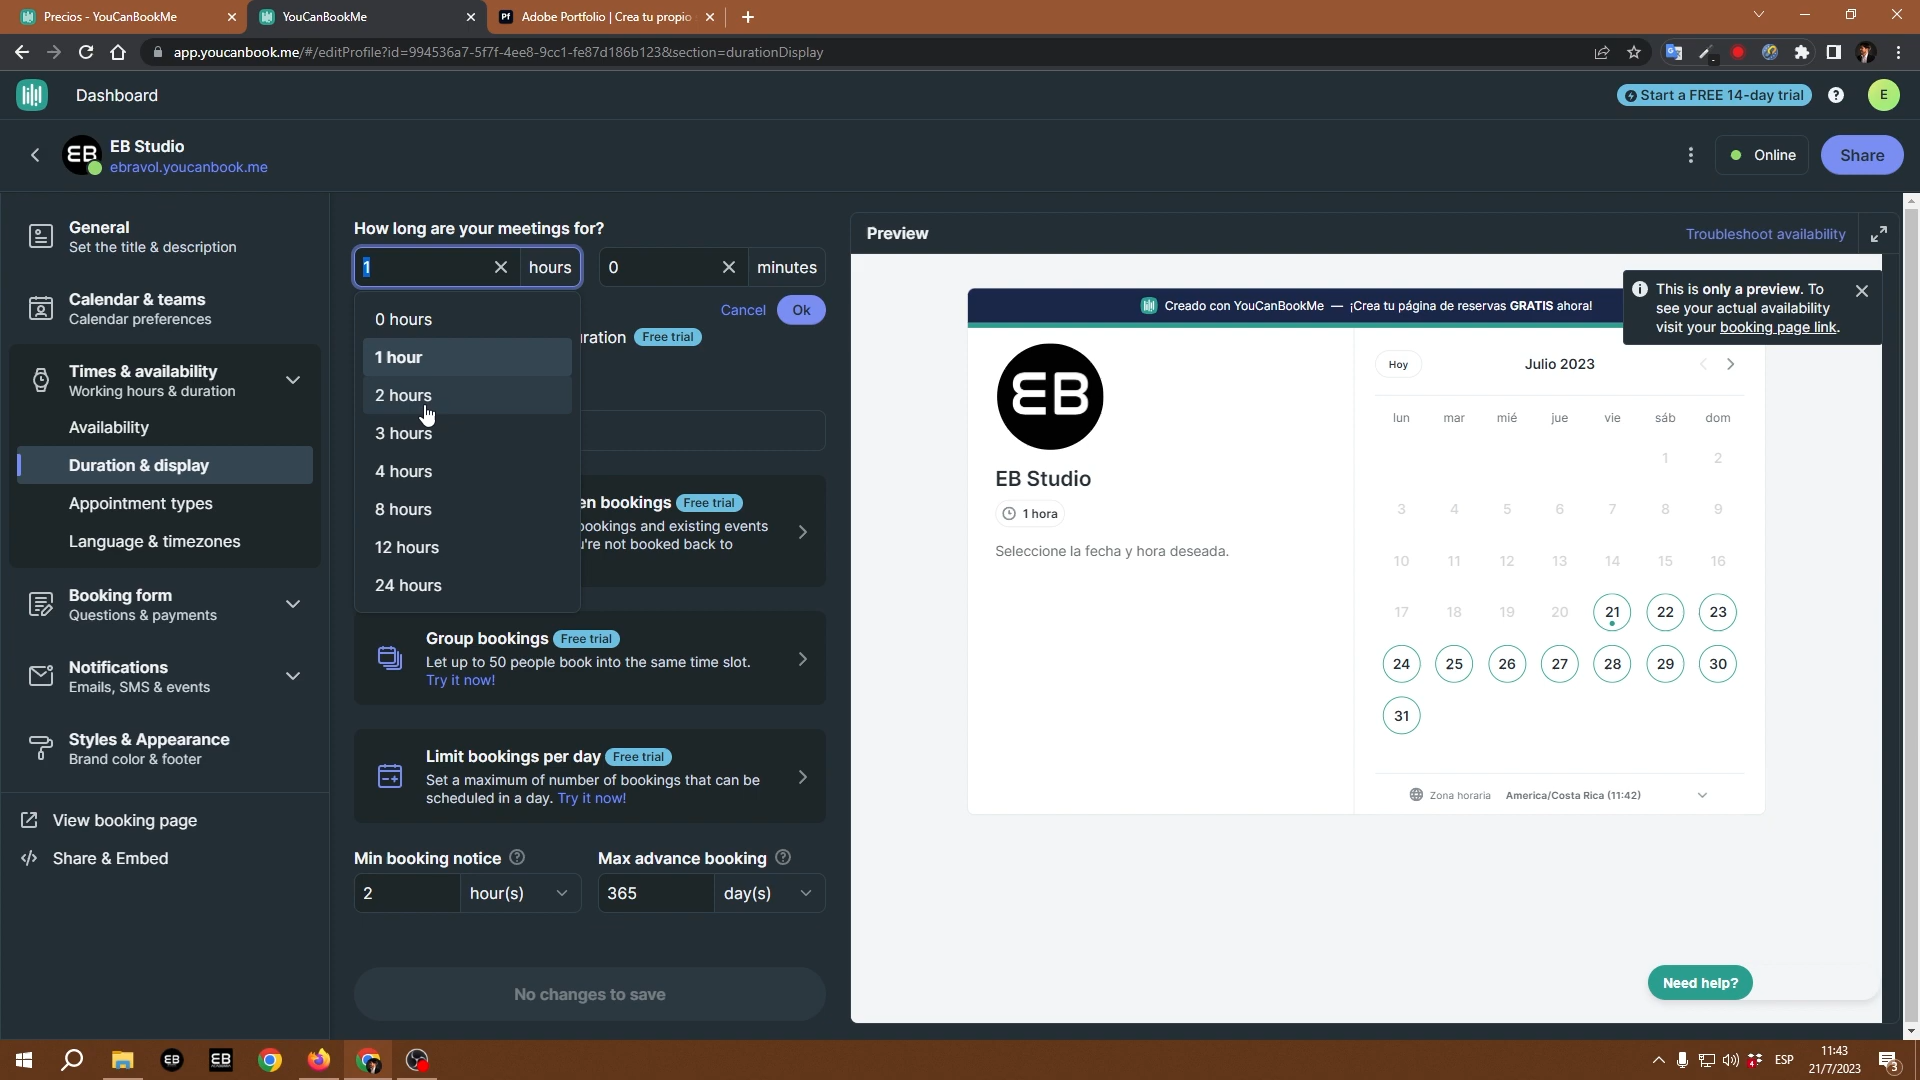 Precios - YouCanBookMe
YouCanBookMe
Adobe Portfolio | Crea tu propio
app.youcanbook.me/#/editProfile?id=994536a7-5f7f-4ee8-9cc1-fe87d186b123&section=durationDisplay
Dashboard
Start a FREE 14-day trial
E
EB
EB Studio
ebravol.youcanbook.me
Online
Share
General
Set the title & description
Calendar & teams
Calendar preferences
Times & availability
Working hours & duration
Availability
Duration & display
Appointment types
Language & timezones
Booking form
Questions & payments
Notifications
Emails, SMS & events
Styles & Appearance
Brand color & footer
View booking page
Share & Embed
How long are your meetings for?
1 hours 0 minutes
Cancel Ok
0 hours
1 hour
2 hours
3 hours
4 hours
8 hours
12 hours
24 hours
Free trial
Free trial
bookings and existing events
not booked back to
Group bookings Free trial
Let up to 50 people book into the same time slot.
Try it now!
Limit bookings per day Free trial
Set a maximum of number of bookings that can be
scheduled in a day. Try it now!
Min booking notice
2 hour(s)
Max advance booking
365 day(s)
No changes to save
Preview
Troubleshoot availability
This is only a preview. To
see your actual availability
visit your booking page link.
Creado con YouCanBookMe — ¡Crea tu página de reservas GRATIS ahora!
EB
EB Studio
1 hora
Seleccione la fecha y hora deseada.
Hoy
Julio 2023
lun mar mié jue vie sáb dom
1 2
3 4 5 6 7 8 9
10 11 12 13 14 15 16
17 18 19 20 21 22 23
24 25 26 27 28 29 30
31
Zona horaria America/Costa Rica (11:42)
Need help?
EB
EB
ESP
11:43
21/7/2023
3